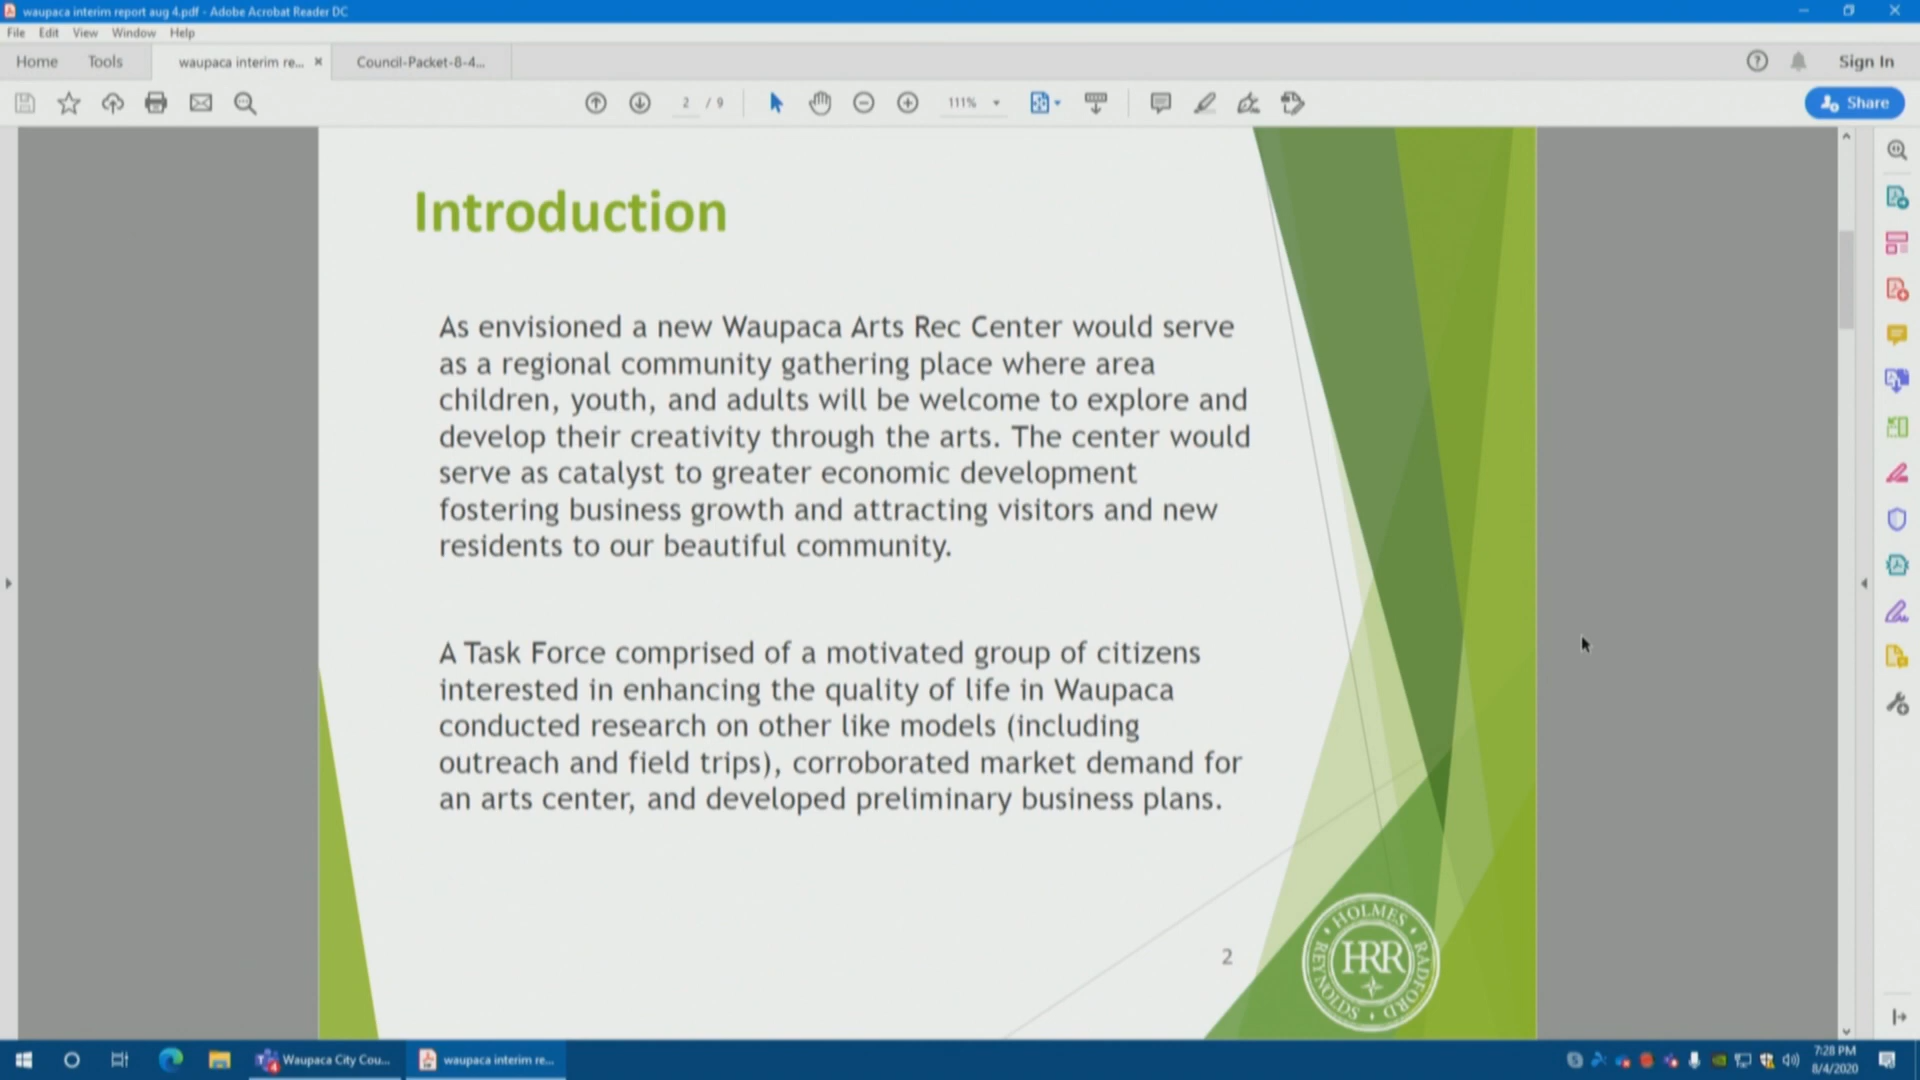 waupaca interim report aug 4.pdf - Adobe Acrobat Reader DC
File Edit View Window Help
Home Tools waupaca interim re... Council-Packet-8-4... Sign In
2 / 9 111% Share
Introduction
As envisioned a new Waupaca Arts Rec Center would serve
as a regional community gathering place where area
children, youth, and adults will be welcome to explore and
develop their creativity through the arts. The center would
serve as catalyst to greater economic development
fostering business growth and attracting visitors and new
residents to our beautiful community.
A Task Force comprised of a motivated group of citizens
interested in enhancing the quality of life in Waupaca
conducted research on other like models (including
outreach and field trips), corroborated market demand for
an arts center, and developed preliminary business plans.
2
HOLMES
RADFORD
REYNOLDS
HRR
Waupaca City Cou... waupaca interim re... 7:28 PM
8/4/2020